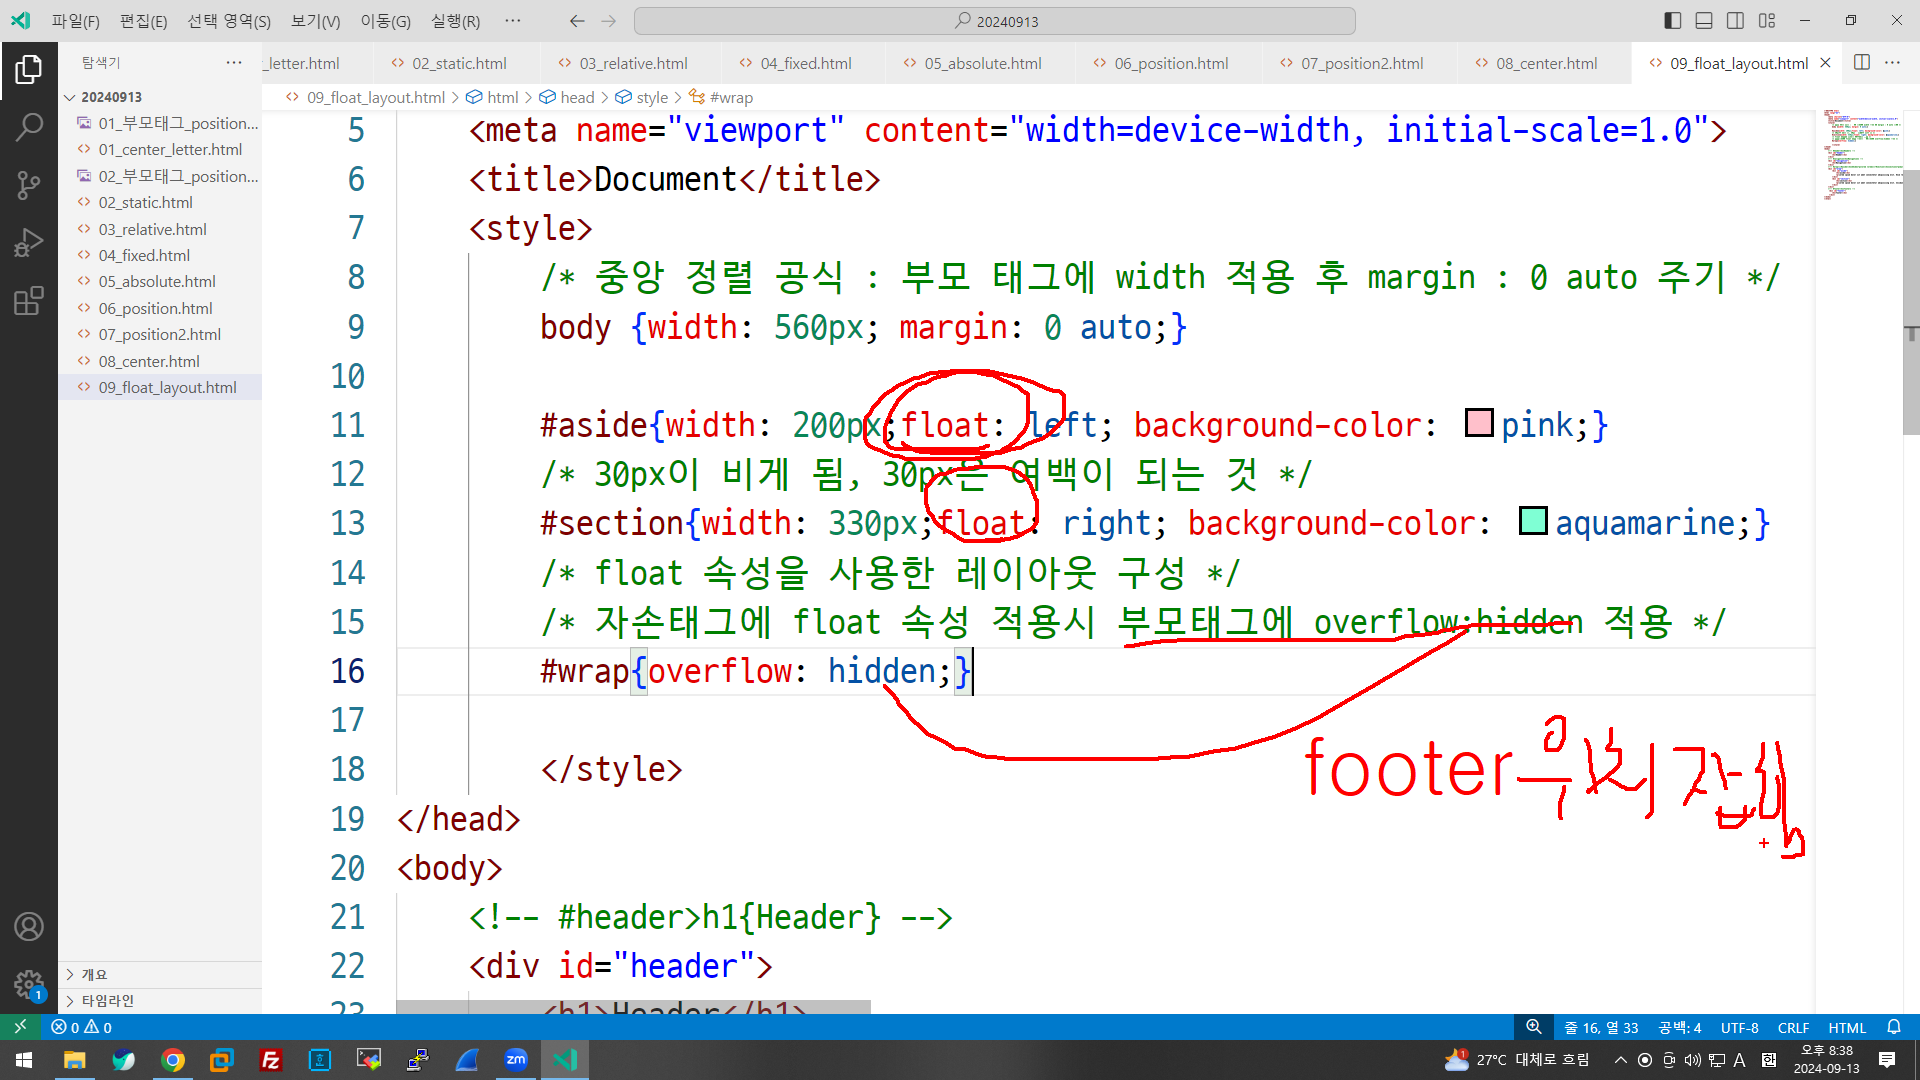 파일(F) 편집(E) 선택 영역(S) 보기(V) 이동(G) 실행(R) ··· 20240913
탐색기 ···
_letter.html 02_static.html 03_relative.html 04_fixed.html 05_absolute.html 06_position.html 07_position2.html 08_center.html 09_float_layout.html
20240913
01_부모태그_position...
01_center_letter.html
02_부모태그_position...
02_static.html
03_relative.html
04_fixed.html
05_absolute.html
06_position.html
07_position2.html
08_center.html
09_float_layout.html
개요
타임라인
09_float_layout.html > html > head > style > #wrap
5 <meta name="viewport" content="width=device-width, initial-scale=1.0">
6 <title>Document</title>
7 <style>
8 /* 중앙 정렬 공식 : 부모 태그에 width 적용 후 margin : 0 auto 주기 */
9 body {width: 560px; margin: 0 auto;}
10
11 #aside{width: 200px;float: left; background-color: pink;}
12 /* 30px이 비게 됨, 30px은 여백이 되는 것 */
13 #section{width: 330px;float: right; background-color: aquamarine;}
14 /* float 속성을 사용한 레이아웃 구성 */
15 /* 자손태그에 float 속성 적용시 부모태그에 overflow:hidden 적용 */
16 #wrap{overflow: hidden;}
17
18 </style>
footer
19 </head>
20 <body>
21 <!-- #header>h1{Header} -->
22 <div id="header">
23 <h1>Header</h1>
1
0 0 줄 16, 열 33 공백: 4 UTF-8 CRLF HTML
27°C 대체로 흐림 A 오후 8:38
2024-09-13